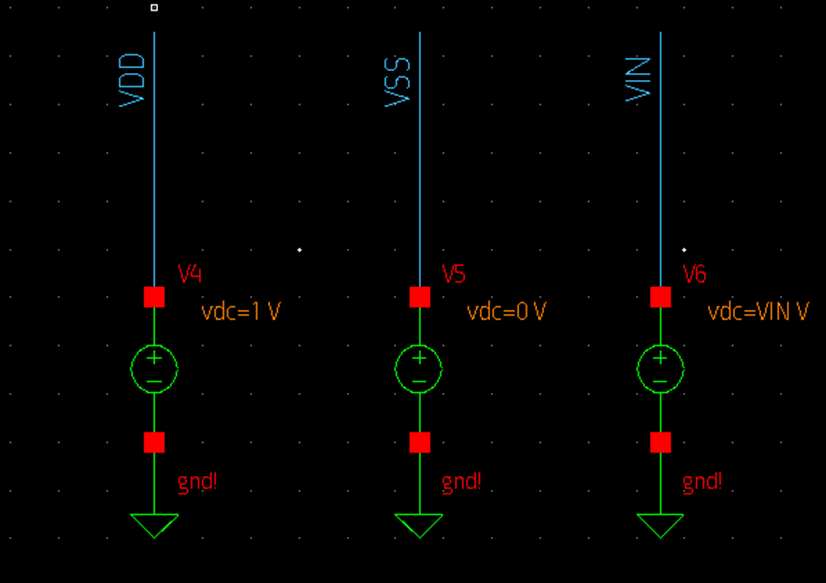 VDD
VSS
VIN
V4
vdc=1 V
V5
vdc=0 V
V6
vdc=VIN V
gnd!
gnd!
gnd!